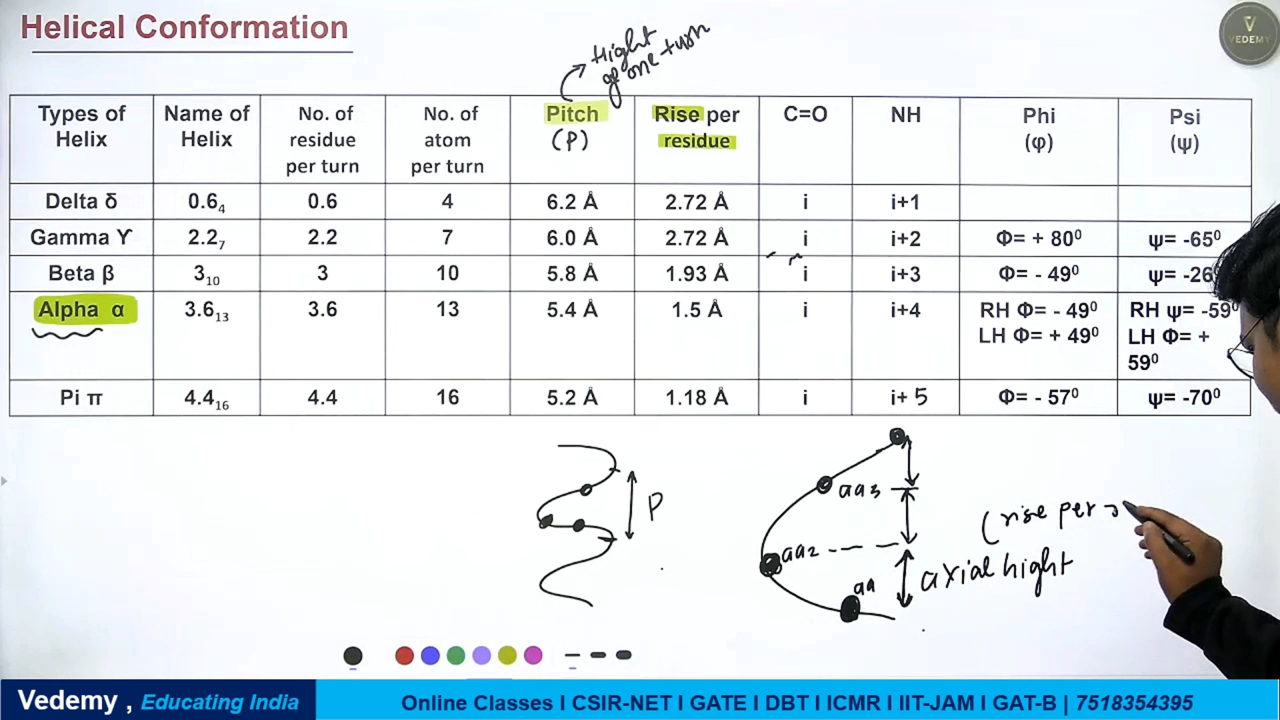 Helical Conformation
VEDEMY
Hight
of one turn
Types of Helix | Name of Helix | No. of residue per turn | No. of atom per turn | Pitch (P) | Rise per residue | C=O | NH | Phi (φ) | Psi (ψ)
Delta δ | 0.6₄ | 0.6 | 4 | 6.2 Å | 2.72 Å | i | i+1
Gamma ϒ | 2.2₇ | 2.2 | 7 | 6.0 Å | 2.72 Å | i | i+2 | Φ= + 80⁰ | ψ= -65⁰
Beta β | 3₁₀ | 3 | 10 | 5.8 Å | 1.93 Å | i | i+3 | Φ= - 49⁰ | ψ= -26
Alpha α | 3.6₁₃ | 3.6 | 13 | 5.4 Å | 1.5 Å | i | i+4 | RH Φ= - 49⁰ | RH ψ= -59⁰
LH Φ= + 49⁰ | LH Φ= + 59⁰
Pi π | 4.4₁₆ | 4.4 | 16 | 5.2 Å | 1.18 Å | i | i+ 5 | Φ= - 57⁰ | ψ= -70⁰
P
aa3
(rise per
aa2
axial hight
aa
Vedemy , Educating India
Online Classes I CSIR-NET I GATE I DBT I ICMR I IIT-JAM I GAT-B | 7518354395